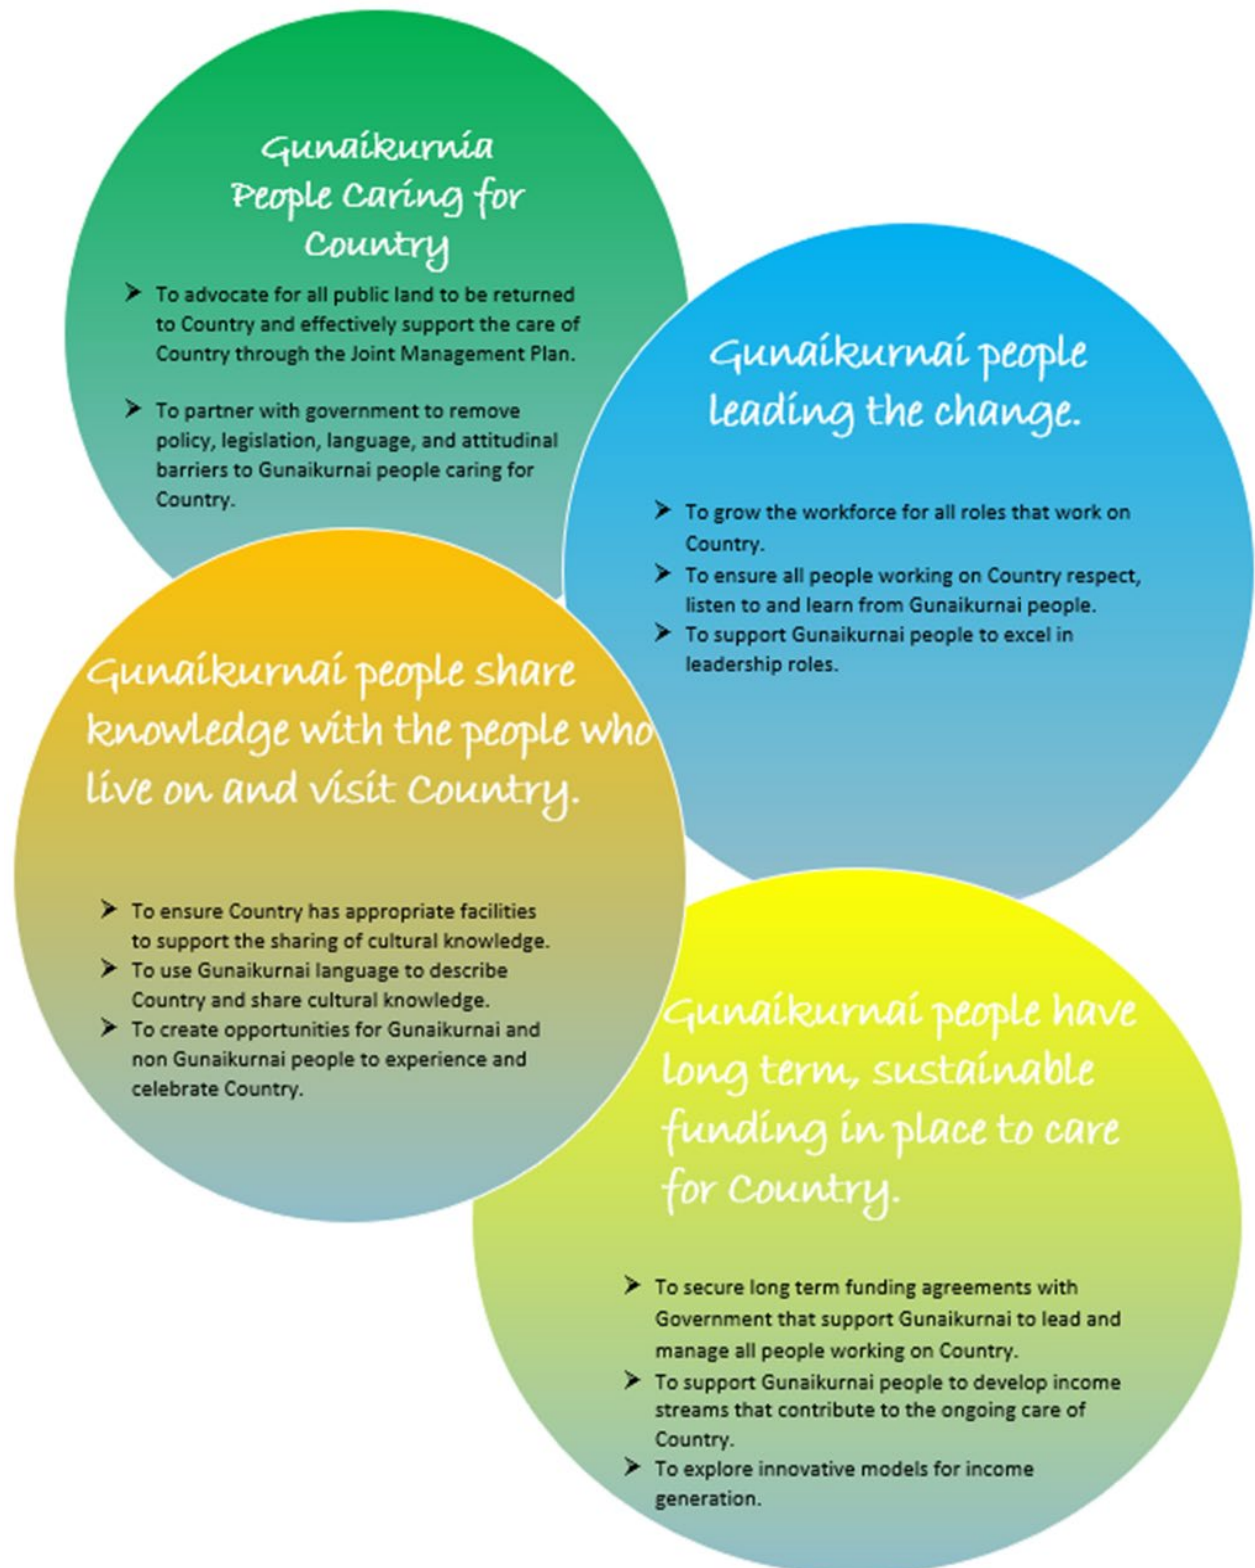 Gunaikurnia
People Caring for
Country
➤ To advocate for all public land to be returned
to Country and effectively support the care of
Country through the Joint Management Plan.
➤ To partner with government to remove
policy, legislation, language, and attitudinal
barriers to Gunaikurnai people caring for
Country.
Gunaikurnai people
leading the change.
➤ To grow the workforce for all roles that work on
Country.
➤ To ensure all people working on Country respect,
listen to and learn from Gunaikurnai people.
➤ To support Gunaikurnai people to excel in
leadership roles.
Gunaikurnai people share
knowledge with the people who
live on and visit Country.
➤ To ensure Country has appropriate facilities
to support the sharing of cultural knowledge.
➤ To use Gunaikurnai language to describe
Country and share cultural knowledge.
➤ To create opportunities for Gunaikurnai and
non Gunaikurnai people to experience and
celebrate Country.
Gunaikurnai people have
long term, sustainable
funding in place to care
for Country.
➤ To secure long term funding agreements with
Government that support Gunaikurnai to lead and
manage all people working on Country.
➤ To support Gunaikurnai people to develop income
streams that contribute to the ongoing care of
Country.
➤ To explore innovative models for income
generation.